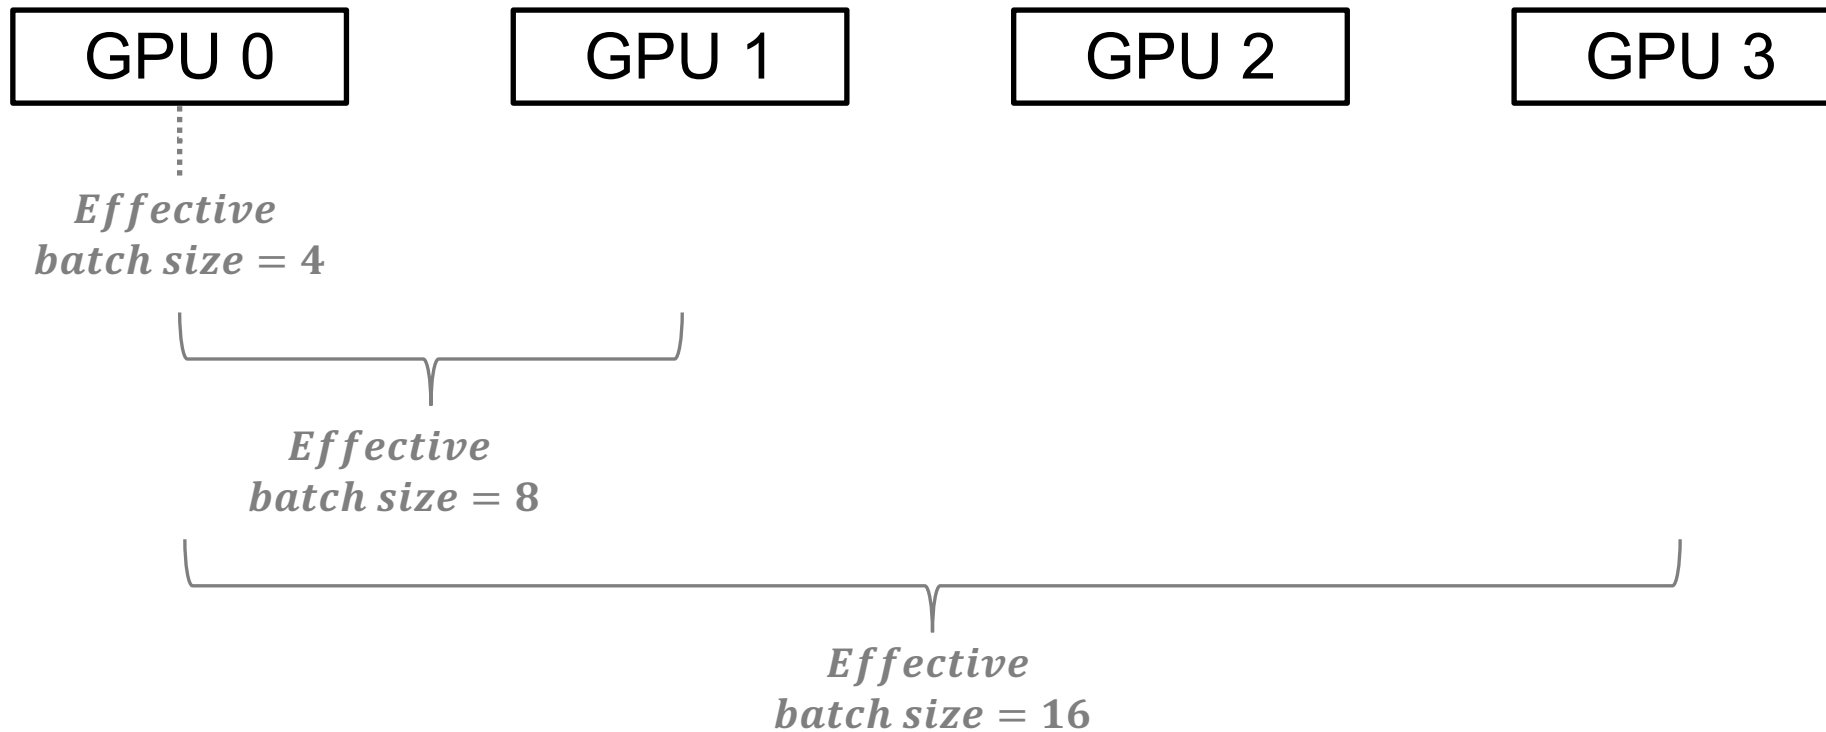 GPU 0 GPU 1 GPU 2 GPU 3
Effective
batch size = 4
Effective
batch size = 8
Effective
batch size = 16